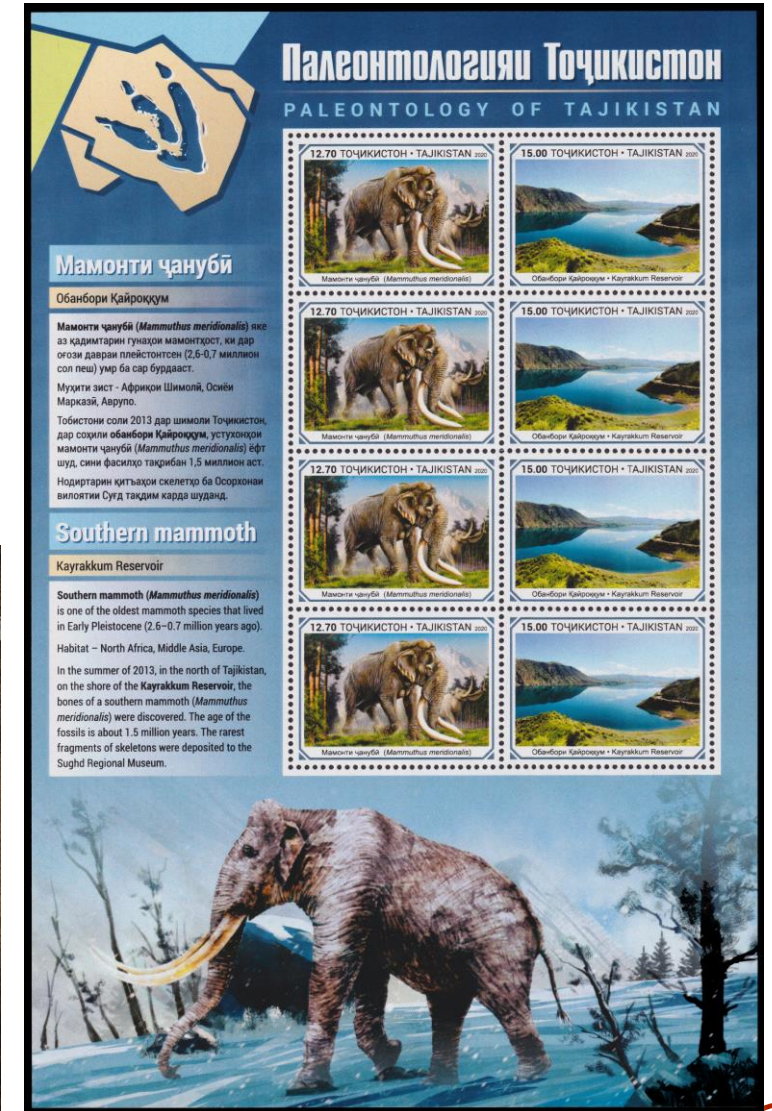 Палеонтологияи Тоҷикистон
PALEONTOLOGY OF TAJIKISTAN
Мамонти ҷанубӣ
Обанбори Қайроққум
Мамонти ҷанубӣ (Mammuthus meridionalis) яке
аз қадимтарин гунаҳои мамонтҳост, ки дар
оғози давраи плейстонтсен (2,6-0,7 миллион
сол пеш) умр ба сар бурдааст.
Муҳити зист - Африқои Шимолӣ, Осиёи
Марказӣ, Аврупо.
Тобистони соли 2013 дар шимоли Тоҷикистон,
дар соҳили обанбори Қайроққум, устухонҳои
мамонти ҷанубӣ (Mammuthus meridionalis) ёфт
шуд, сини фасилҳо тақрибан 1,5 миллион аст.
Нодиртарин қитъаҳои скелетҳо ба Осорхонаи
вилоятии Суғд тақдим карда шуданд.
Southern mammoth
Kayrakkum Reservoir
Southern mammoth (Mammuthus meridionalis)
is one of the oldest mammoth species that lived
in Early Pleistocene (2.6–0.7 million years ago).
Habitat – North Africa, Middle Asia, Europe.
In the summer of 2013, in the north of Tajikistan,
on the shore of the Kayrakkum Reservoir, the
bones of a southern mammoth (Mammuthus
meridionalis) were discovered. The age of the
fossils is about 1.5 million years. The rarest
fragments of skeletons were deposited to the
Sughd Regional Museum.
12.70 ТОҶИКИСТОН • TAJIKISTAN 2020
Мамонти ҷанубӣ (Mammuthus meridionalis)
15.00 ТОҶИКИСТОН • TAJIKISTAN 2020
Обанбори Қайроққум • Kayrakkum Reservoir
12.70 ТОҶИКИСТОН • TAJIKISTAN 2020
Мамонти ҷанубӣ (Mammuthus meridionalis)
15.00 ТОҶИКИСТОН • TAJIKISTAN 2020
Обанбори Қайроққум • Kayrakkum Reservoir
12.70 ТОҶИКИСТОН • TAJIKISTAN 2020
Мамонти ҷанубӣ (Mammuthus meridionalis)
15.00 ТОҶИКИСТОН • TAJIKISTAN 2020
Обанбори Қайроққум • Kayrakkum Reservoir
12.70 ТОҶИКИСТОН • TAJIKISTAN 2020
Мамонти ҷанубӣ (Mammuthus meridionalis)
15.00 ТОҶИКИСТОН • TAJIKISTAN 2020
Обанбори Қайроққум • Kayrakkum Reservoir